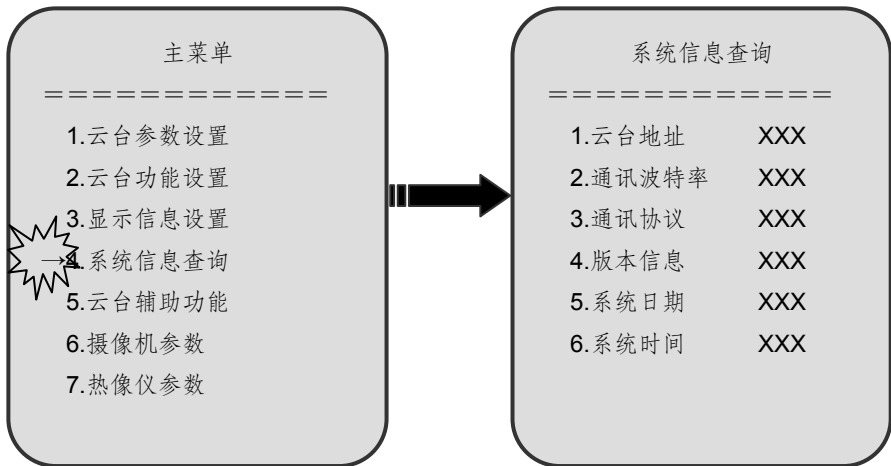 主菜单
============
1.云台参数设置
2.云台功能设置
3.显示信息设置
→4.系统信息查询
5.云台辅助功能
6.摄像机参数
7.热像仪参数
系统信息查询
============
1.云台地址 XXX
2.通讯波特率 XXX
3.通讯协议 XXX
4.版本信息 XXX
5.系统日期 XXX
6.系统时间 XXX